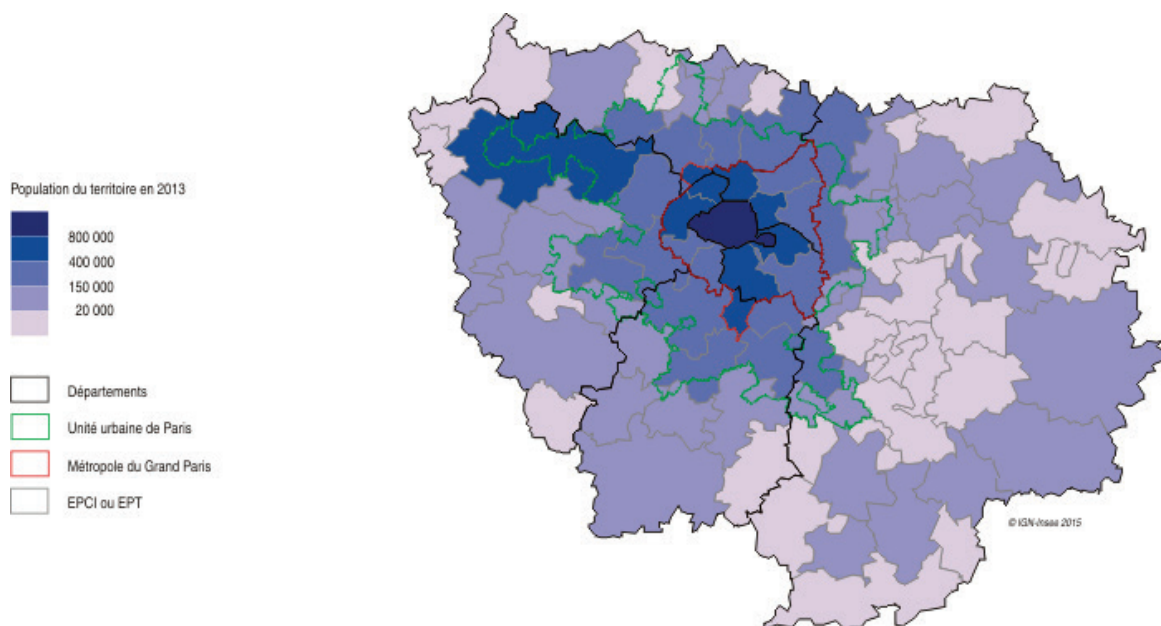 Population du territoire en 2013
800 000
400 000
150 000
20 000
Départements
Unité urbaine de Paris
Métropole du Grand Paris
EPCI ou EPT
© IGN-Insee 2015